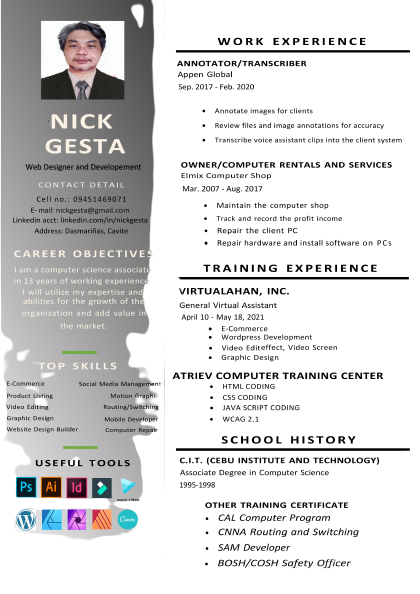 NICK
GESTA
Web Designer and Developement
CONTACT DETAIL
Cell no.: 09451469071
E- mail: nickgesta@gmail.com
Linkedin acct: linkedin.com/in/nickgesta
Address: Dasmariñas, Cavite
CAREER OBJECTIVES
I am a computer science associate
in 13 years of working experience
I will utilize my expertise and
abilities for the growth of the
organization and add value in
the market.
TOP SKILLS
E-Commerce Social Media Management
Product Listing Motion Graphic
Video Editing Routing/Switching
Graphic Design Mobile Developer
Website Design Builder Computer Repair
USEFUL TOOLS
Ps Ai Id
Canva
WORK EXPERIENCE
ANNOTATOR/TRANSCRIBER
Appen Global
Sep. 2017 - Feb. 2020
• Annotate images for clients
• Review files and image annotations for accuracy
• Transcribe voice assistant clips into the client system
OWNER/COMPUTER RENTALS AND SERVICES
Elmix Computer Shop
Mar. 2007 - Aug. 2017
• Maintain the computer shop
• Track and record the profit income
• Repair the client PC
• Repair hardware and install software on PCs
TRAINING EXPERIENCE
VIRTUALAHAN, INC.
General Virtual Assistant
April 10 - May 18, 2021
• E-Commerce
• Wordpress Development
• Video Editeffect, Video Screen
• Graphic Design
ATRIEV COMPUTER TRAINING CENTER
• HTML CODING
• CSS CODING
• JAVA SCRIPT CODING
• WCAG 2.1
SCHOOL HISTORY
C.I.T. (CEBU INSTITUTE AND TECHNOLOGY)
Associate Degree in Computer Science
1995-1998
OTHER TRAINING CERTIFICATE
• CAL Computer Program
• CNNA Routing and Switching
• SAM Developer
• BOSH/COSH Safety Officer